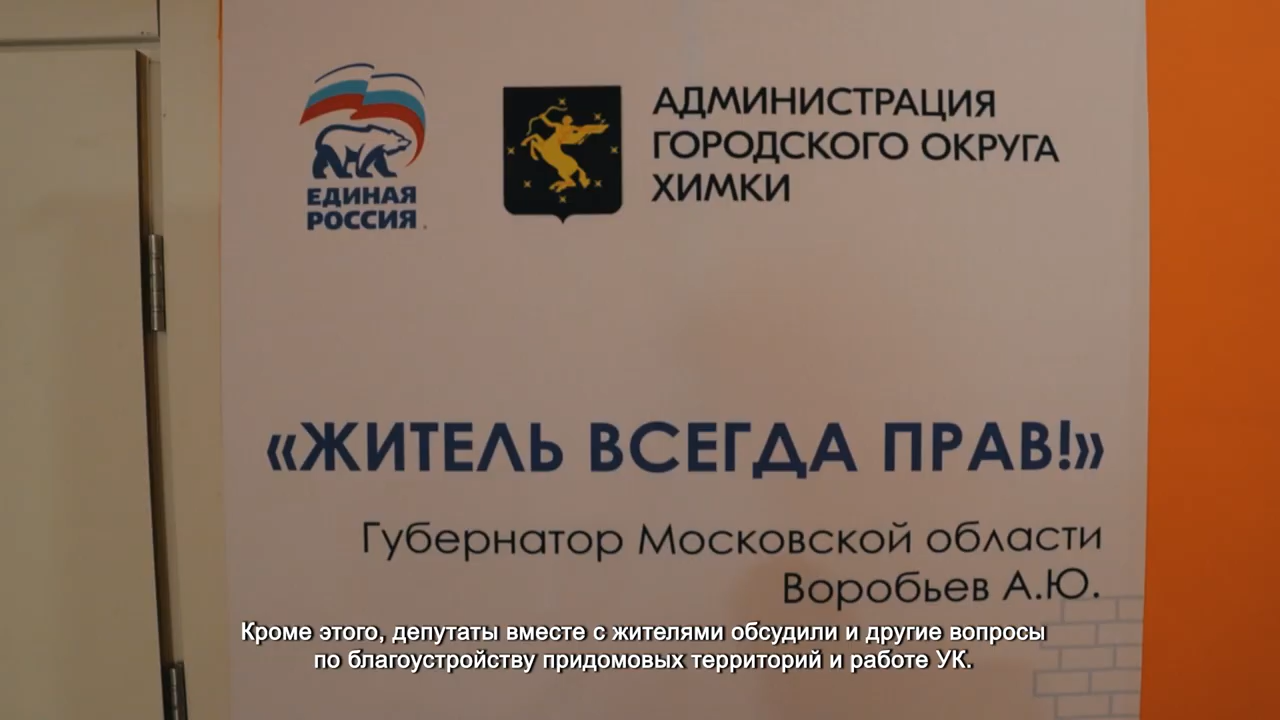 ЕДИНАЯ
РОССИЯ
АДМИНИСТРАЦИЯ
ГОРОДСКОГО ОКРУГА
ХИМКИ
«ЖИТЕЛЬ ВСЕГДА ПРАВ!»
Губернатор Московской области
Воробьев А.Ю.
Кроме этого, депутаты вместе с жителями обсудили и другие вопросы
по благоустройству придомовых территорий и работе УК.